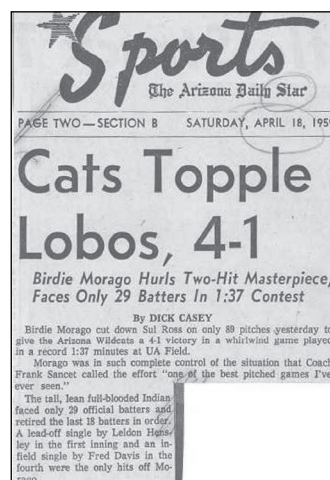 Sports
The Arizona Daily Star
PAGE TWO—SECTION B SATURDAY, APRIL 18, 195
Cats Topple
Lobos, 4-1
Birdie Morago Hurls Two-Hit Masterpiece,
Faces Only 29 Batters In 1:37 Contest
By DICK CASEY
Birdie Morago cut down Sul Ross on only 89 pitches yesterday to
give the Arizona Wildcats a 4-1 victory in a whirlwind game played
in a record 1:37 minutes at UA Field.
Morago was in such complete control of the situation that Coach
Frank Sancet called the effort "one of the best pitched games I've
ever seen."
The tall, lean full-blooded Indian
faced only 29 official batters and
retired the last 18 batters in order.
A lead-off single by Leldon Hens-
ley in the first inning and an in-
field single by Fred Davis in the
fourth were the only hits off Mo-
rago.